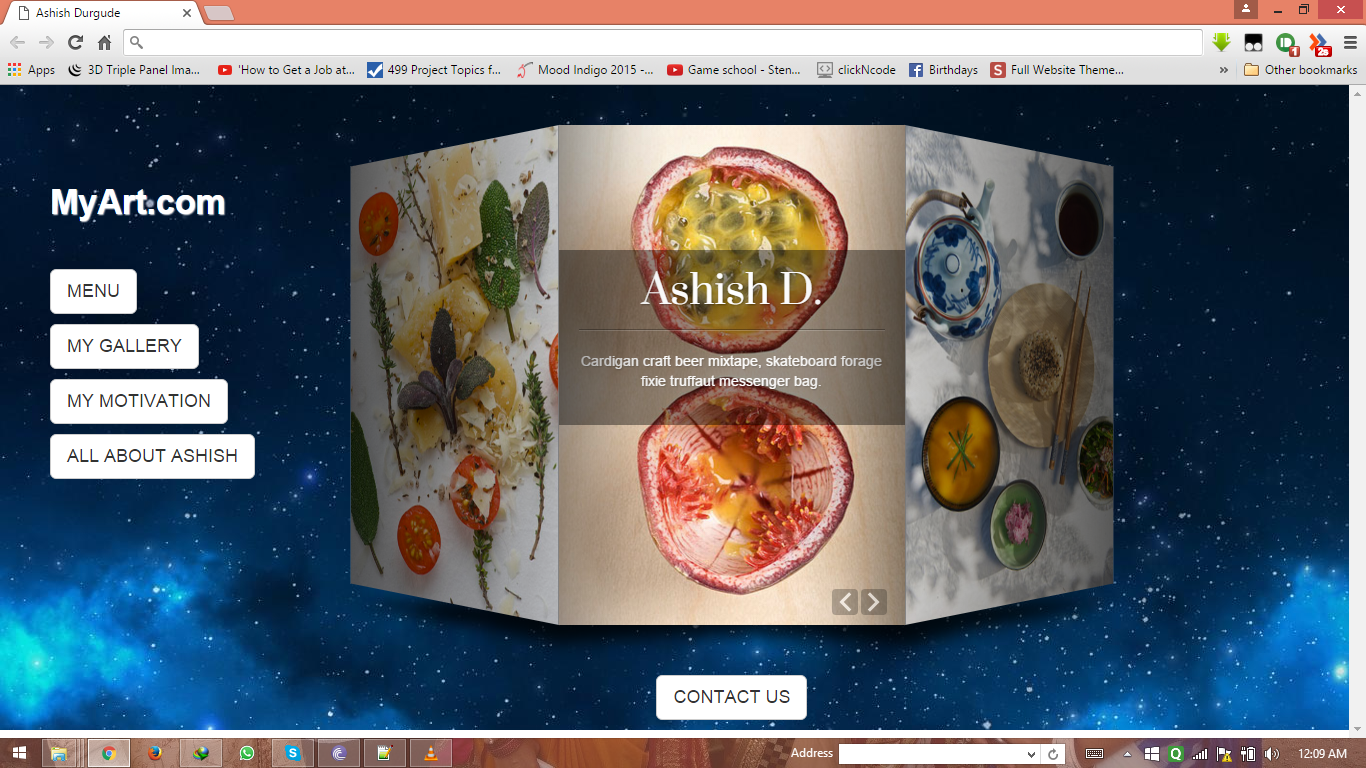 Ashish Durgude
Apps
3D Triple Panel Ima...
'How to Get a Job at...
499 Project Topics f...
Mood Indigo 2015 -...
Game school - Sten...
clickNcode
Birthdays
S
Full Website Theme...
»
Other bookmarks
1
2s
MyArt.com
MENU
MY GALLERY
MY MOTIVATION
ALL ABOUT ASHISH
Ashish D.
Cardigan craft beer mixtape, skateboard forage
fixie truffaut messenger bag.
CONTACT US
Address
12:09 AM